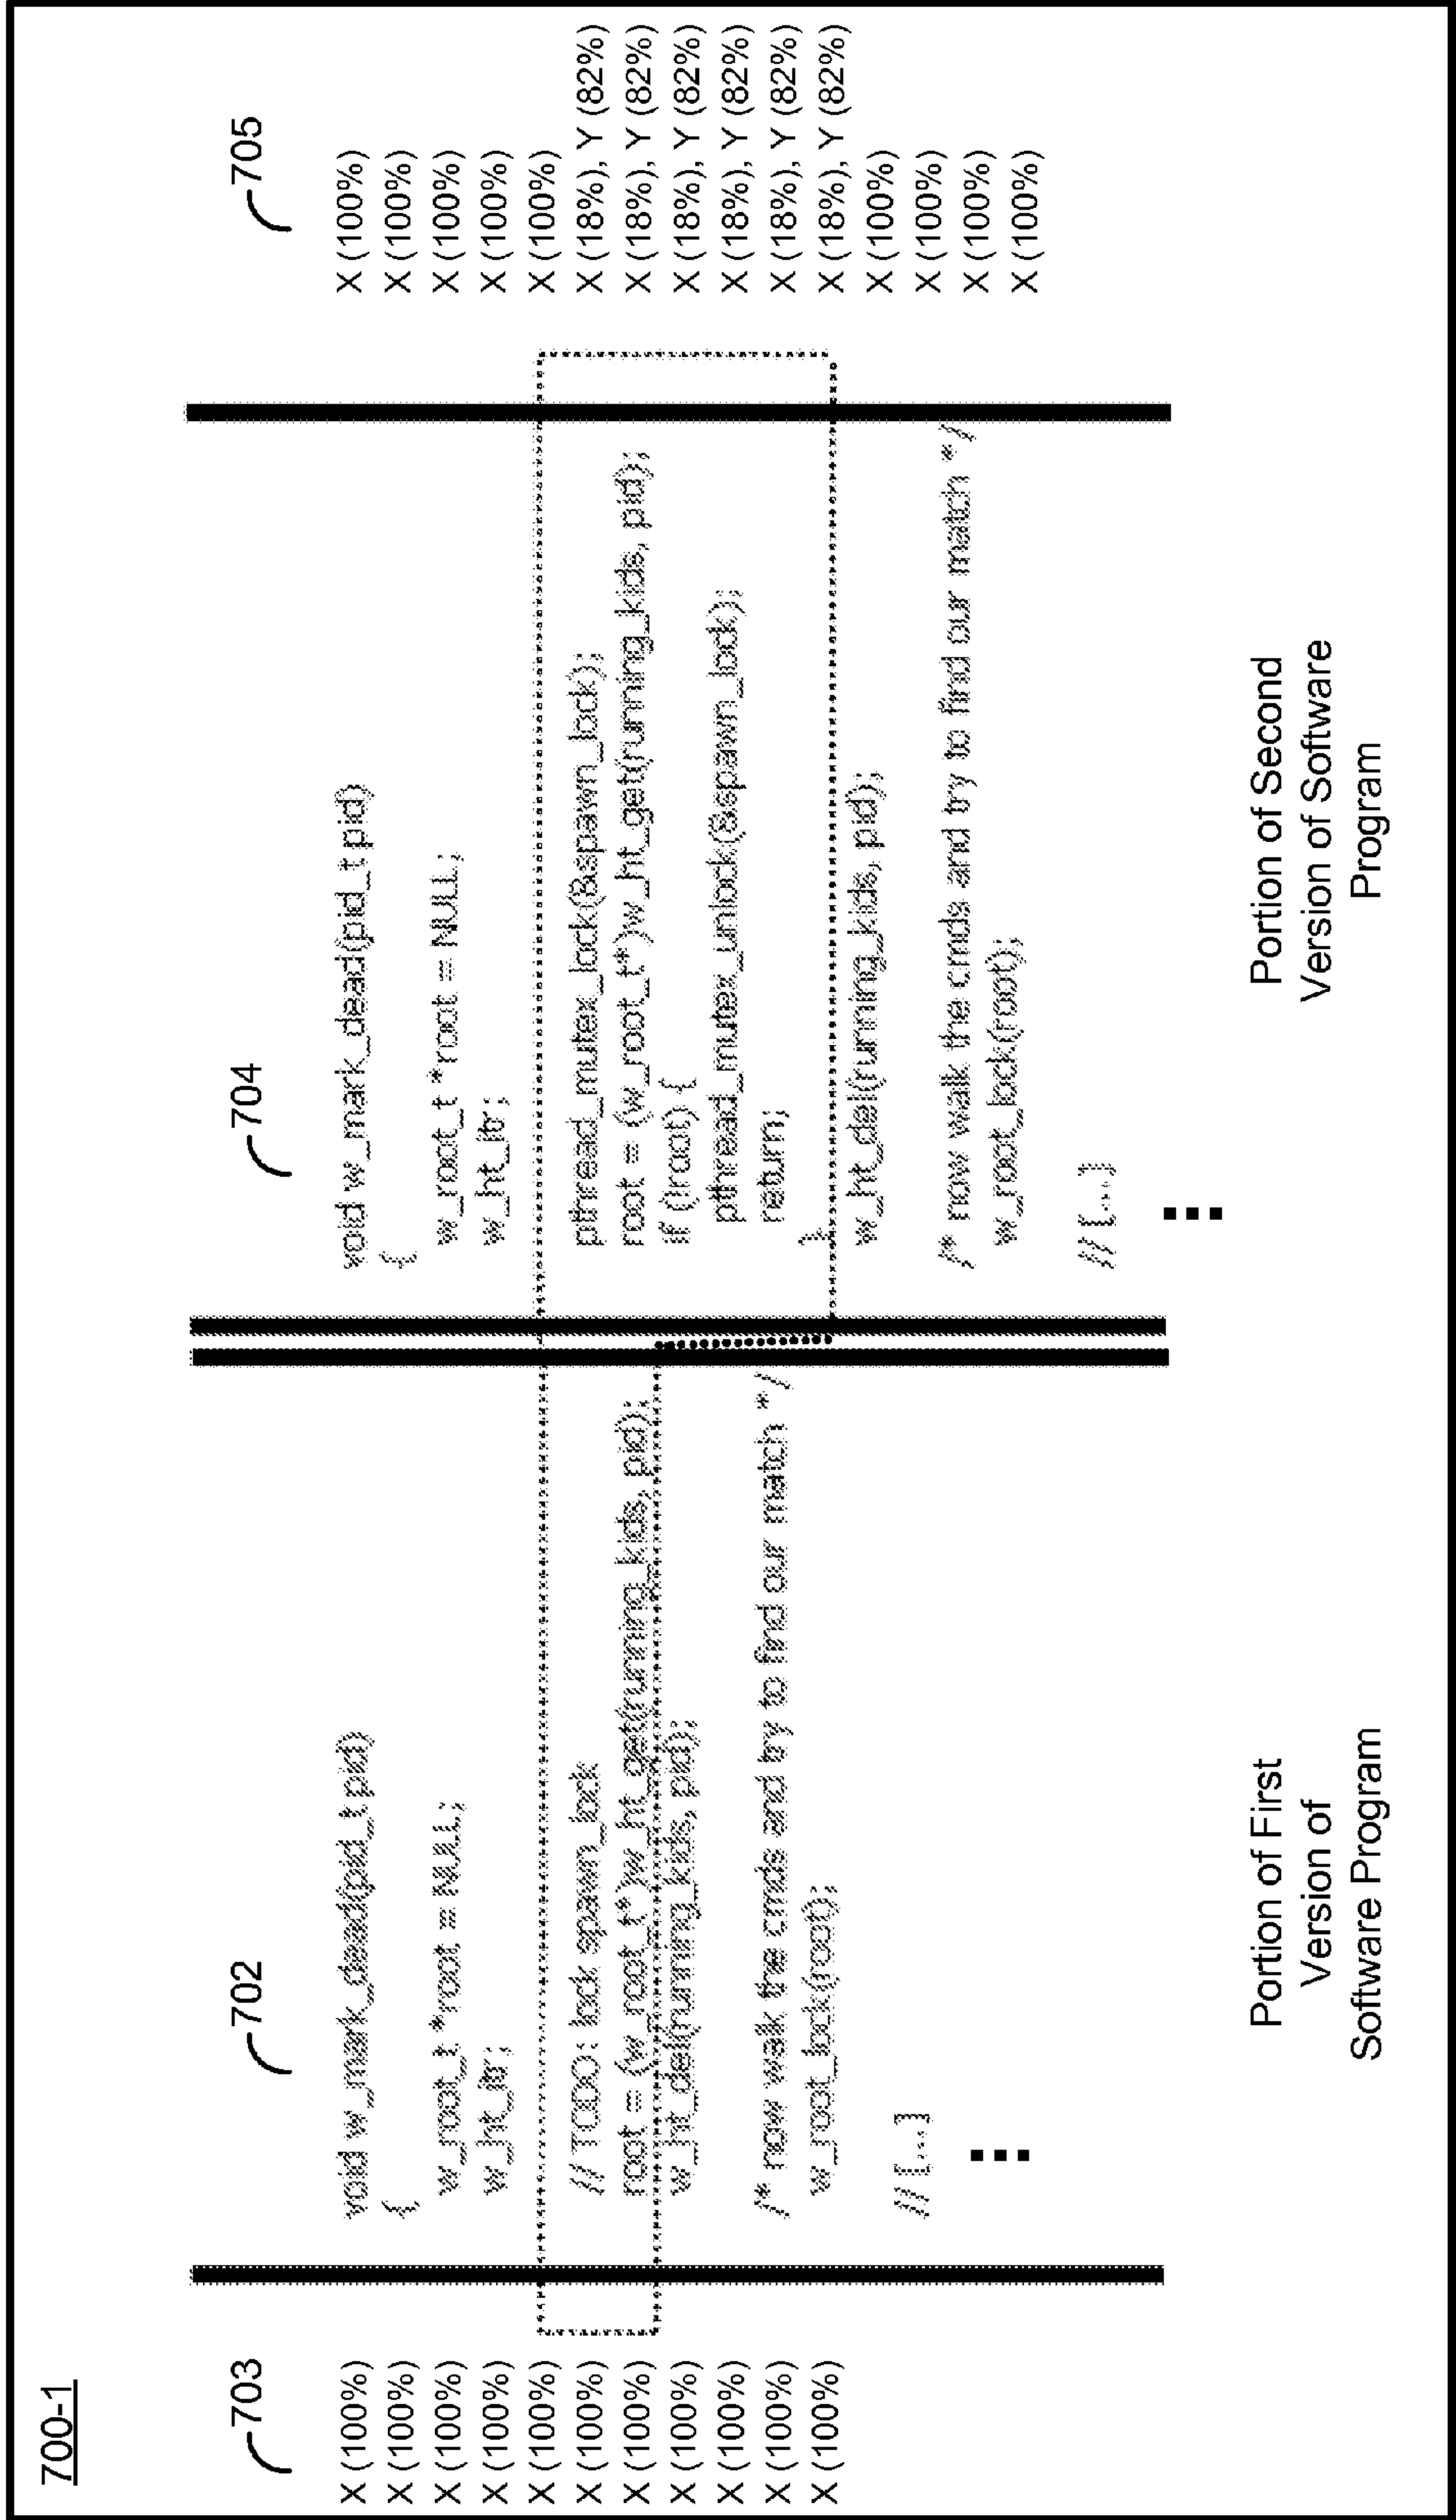 700-1
703
X (100%)
X (100%)
X (100%)
X (100%)
X (100%)
X (100%)
X (100%)
X (100%)
X (100%)
X (100%)
X (100%)
702
void w_mark_dead(pid_t pid)
{
w_root_t *root = NULL;
w_ht_itr;
// TODO: lock spawn_lock
root = (w_root_t*)w_ht_get(running_kids, pid);
w_ht_del(running_kids, pid);
/* now walk the cmds and try to find our match */
w_root_lock(root);
// [...]
Portion of First
Version of
Software Program
704
void w_mark_dead(pid_t pid)
{
w_root_t *root = NULL;
w_ht_itr;
pthread_mutex_lock(&spawn_lock);
root = (w_root_t*)w_ht_get(running_kids, pid);
if (!root) {
pthread_mutex_unlock(&spawn_lock);
return;
}
w_ht_del(running_kids, pid);
/* now walk the cmds and try to find our match */
w_root_lock(root);
// [...]
Portion of Second
Version of Software
Program
705
X (100%)
X (100%)
X (100%)
X (100%)
X (100%)
X (18%), Y (82%)
X (18%), Y (82%)
X (18%), Y (82%)
X (18%), Y (82%)
X (18%), Y (82%)
X (18%), Y (82%)
X (100%)
X (100%)
X (100%)
X (100%)